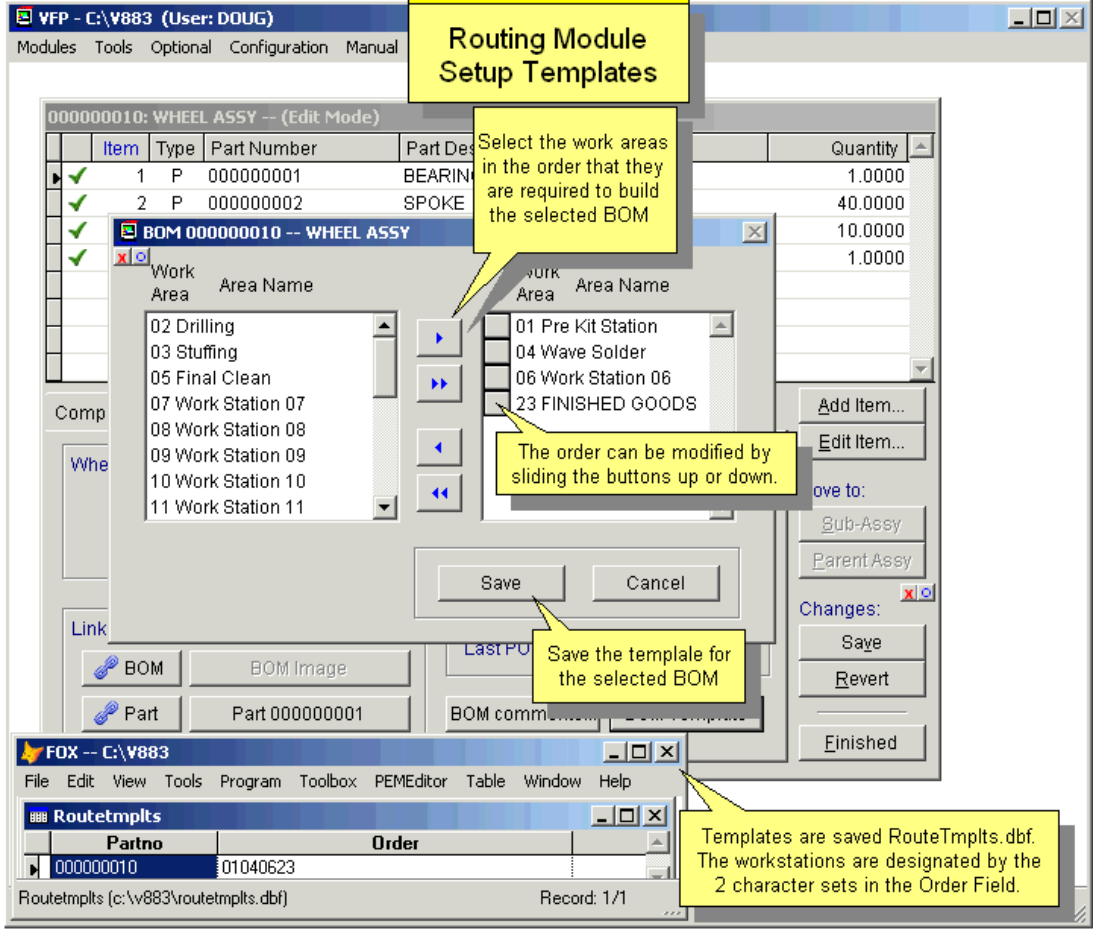 VFP - C:\V883 (User: DOUG)
Modules Tools Optional Configuration Manual
Routing Module
Setup Templates
000000010: WHEEL ASSY -- (Edit Mode)
Item Type Part Number Part Des Quantity
1 P 000000001 BEARIN 1.0000
2 P 000000002 SPOKE 40.0000
10.0000
1.0000
Select the work areas
in the order that they
are required to build
the selected BOM
BOM 000000010 -- WHEEL ASSY
Work
Area Area Name
Work
Area Area Name
02 Drilling
03 Stuffing
05 Final Clean
07 Work Station 07
08 Work Station 08
09 Work Station 09
10 Work Station 10
11 Work Station 11
01 Pre Kit Station
04 Wave Solder
06 Work Station 06
23 FINISHED GOODS
The order can be modified by
sliding the buttons up or down.
Save Cancel
Save the templale for
the selected BOM
Comp
Whe
Link
BOM BOM Image
Part Part 000000001
Last PO
BOM comments... BOM Template
Add Item...
Edit Item...
ove to:
Sub-Assy
Parent Assy
Changes:
Save
Revert
Finished
FOX -- C:\V883
File Edit View Tools Program Toolbox PEMEditor Table Window Help
Routetmplts
Partno Order
000000010 01040623
Routetmplts (c:\v883\routetmplts.dbf) Record: 1/1
Templates are saved RouteTmplts.dbf.
The workstations are designated by the
2 character sets in the Order Field.